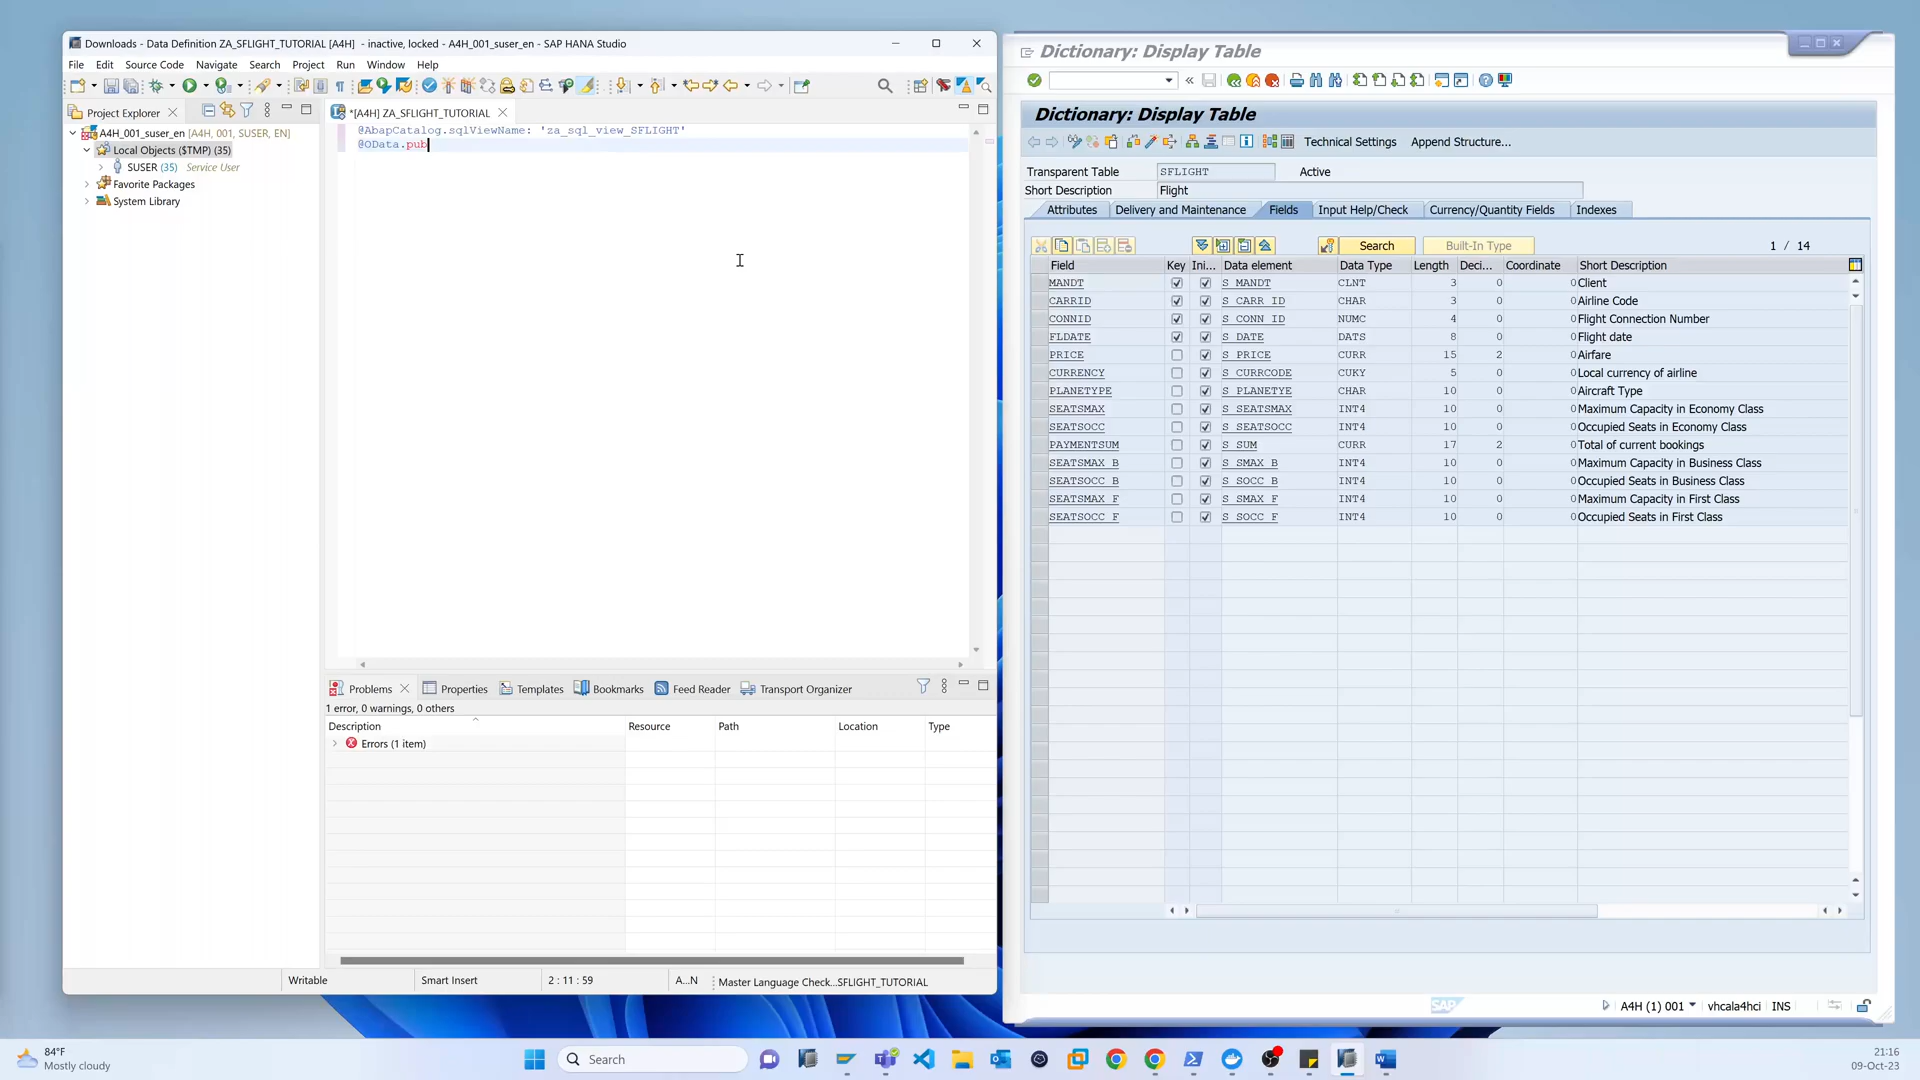 Downloads - Data Definition ZA_SFLIGHT_TUTORIAL [A4H] - inactive, locked - A4H_001_suser_en - SAP HANA Studio
File Edit Source Code Navigate Search Project Run Window Help
Project Explorer
A4H_001_suser_en [A4H, 001, SUSER, EN]
Local Objects ($TMP) (35)
SUSER (35) Service User
Favorite Packages
System Library
*[A4H] ZA_SFLIGHT_TUTORIAL
@AbapCatalog.sqlViewName: 'za_sql_view_SFLIGHT'
@OData.pub
Problems Properties Templates Bookmarks Feed Reader Transport Organizer
1 error, 0 warnings, 0 others
Description Resource Path Location Type
Errors (1 item)
Writable Smart Insert 2 : 11 : 59 A...N Master Language Check...SFLIGHT_TUTORIAL
Dictionary: Display Table
Dictionary: Display Table
Technical Settings Append Structure...
Transparent Table SFLIGHT Active
Short Description Flight
Attributes Delivery and Maintenance Fields Input Help/Check Currency/Quantity Fields Indexes
Search Built-In Type 1 / 14
Field Key Ini... Data element Data Type Length Deci... Coordinate Short Description
MANDT S_MANDT CLNT 3 0 0 Client
CARRID S_CARR_ID CHAR 3 0 0 Airline Code
CONNID S_CONN_ID NUMC 4 0 0 Flight Connection Number
FLDATE S_DATE DATS 8 0 0 Flight date
PRICE S_PRICE CURR 15 2 0 Airfare
CURRENCY S_CURRCODE CUKY 5 0 0 Local currency of airline
PLANETYPE S_PLANETYE CHAR 10 0 0 Aircraft Type
SEATSMAX S_SEATSMAX INT4 10 0 0 Maximum Capacity in Economy Class
SEATSOCC S_SEATSOCC INT4 10 0 0 Occupied Seats in Economy Class
PAYMENTSUM S_SUM CURR 17 2 0 Total of current bookings
SEATSMAX_B S_SMAX_B INT4 10 0 0 Maximum Capacity in Business Class
SEATSOCC_B S_SOCC_B INT4 10 0 0 Occupied Seats in Business Class
SEATSMAX_F S_SMAX_F INT4 10 0 0 Maximum Capacity in First Class
SEATSOCC_F S_SOCC_F INT4 10 0 0 Occupied Seats in First Class
SAP A4H (1) 001 vhcala4hci INS
84°F
Mostly cloudy
Search
21:16
09-Oct-23